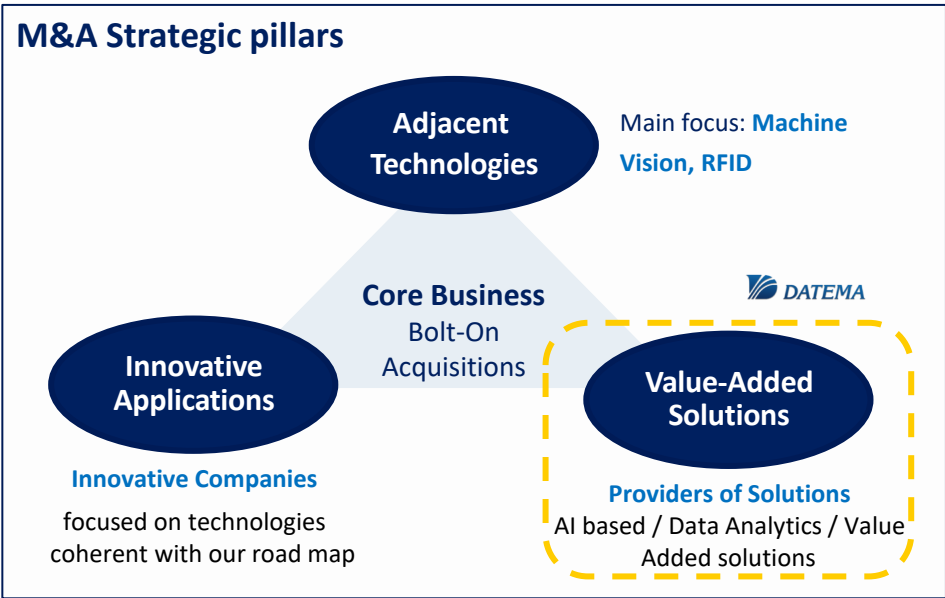 M&A Strategic pillars
Adjacent
Technologies
Main focus: Machine
Vision, RFID
Core Business
Bolt-On
Acquisitions
DATEMA
Innovative
Applications
Value-Added
Solutions
Innovative Companies
focused on technologies
coherent with our road map
Providers of Solutions
AI based / Data Analytics / Value
Added solutions